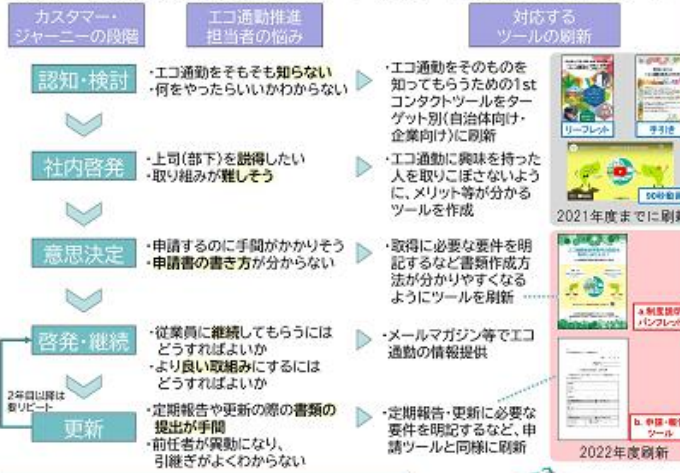 カスタマー・
ジャーニーの段階
エコ通勤推進
担当者の悩み
対応する
ツールの刷新
認知・検討
・エコ通勤をそもそも知らない
・何をやったらいいかわからない
・エコ通勤をそのものを
知ってもらうための1st
コンタクトツールをター
ゲット別(自治体向け・
企業向け)に刷新
リーフレット
手引き
社内啓発
・上司(部下)を説得したい
・取り組みが難しそう
・エコ通勤に興味を持った
人を取りこぼさないよう
に、メリット等が分かる
ツールを作成
90秒動画
2021年度までに刷新
意思決定
・申請するのに手間がかかりそう
・申請書の書き方が分からない
・取得に必要な要件を明
記するなど書類作成方
法が分かりやすくなる
ようにツールを刷新
a.制度説明
パンフレット
啓発・継続
・従業員に継続してもらうには
どうすればよいか
・より良い取組みにするには
どうすればよいか
・メールマガジン等でエコ
通勤の情報提供
2年目以降は
要リピート
更新
・定期報告や更新の際の書類の
提出が手間
・前任者が異動になり、
引継ぎがよくわからない
・定期報告・更新に必要な
要件を明記するなど、申
請ツールと同様に刷新
b. 申請・報告
ツール
2022年度刷新